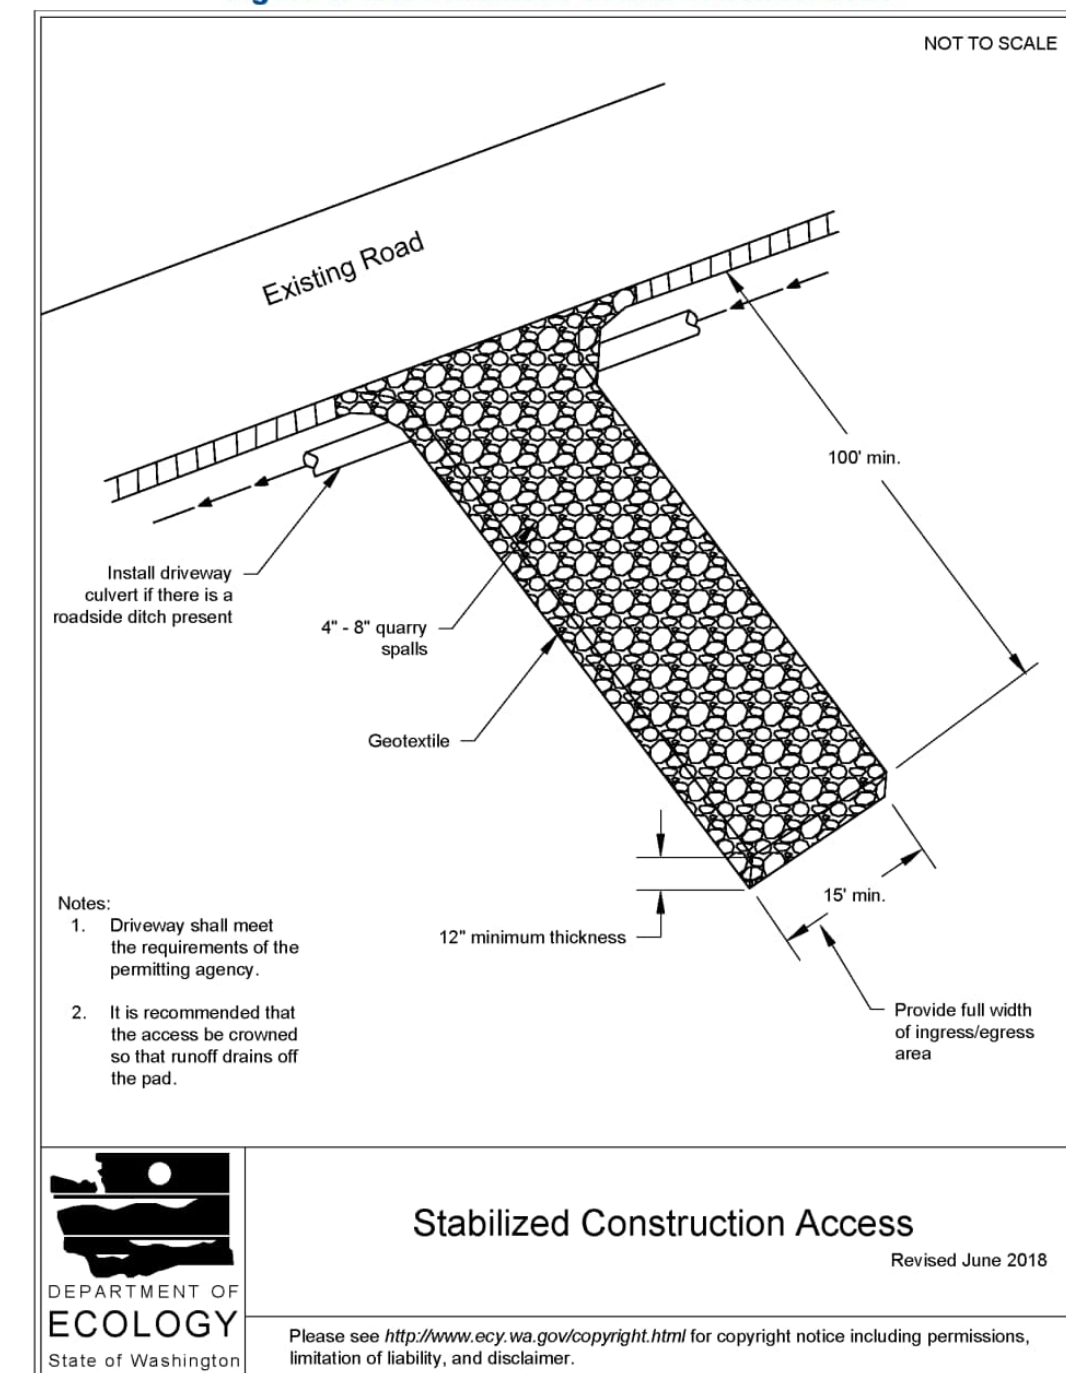 NOT TO SCALE
Existing Road
100' min.
Install driveway
culvert if there is a
roadside ditch present
4" - 8" quarry
spalls
Geotextile
15' min.
12" minimum thickness
Provide full width
of ingress/egress
area
Notes:
1. Driveway shall meet
the requirements of the
permitting agency.
2. It is recommended that
the access be crowned
so that runoff drains off
the pad.
DEPARTMENT OF
ECOLOGY
State of Washington
Stabilized Construction Access
Revised June 2018
Please see http://www.ecy.wa.gov/copyright.html for copyright notice including permissions,
limitation of liability, and disclaimer.